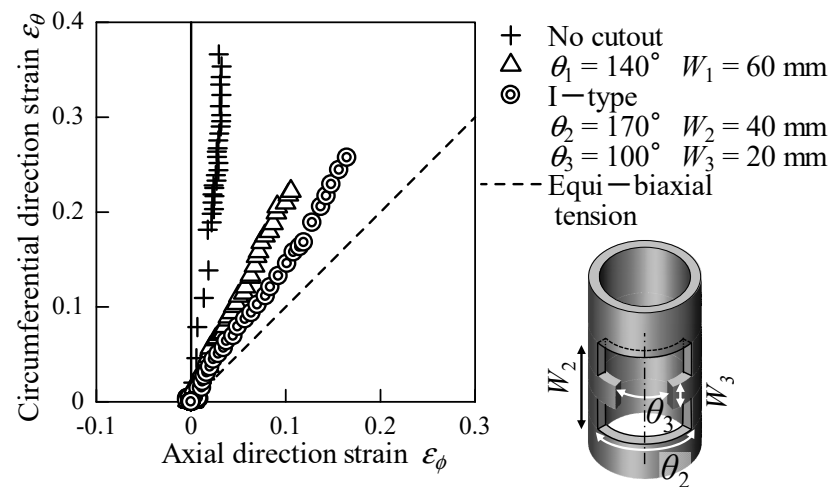 0.4
0.3
0.2
0.1
0
-0.1 0 0.1 0.2 0.3
Circumferential direction strain εθ
Axial direction strain εϕ
No cutout
θ1 = 140° W1 = 60 mm
I—type
θ2 = 170° W2 = 40 mm
θ3 = 100° W3 = 20 mm
Equi—biaxial
tension
W2
W3
θ3
θ2